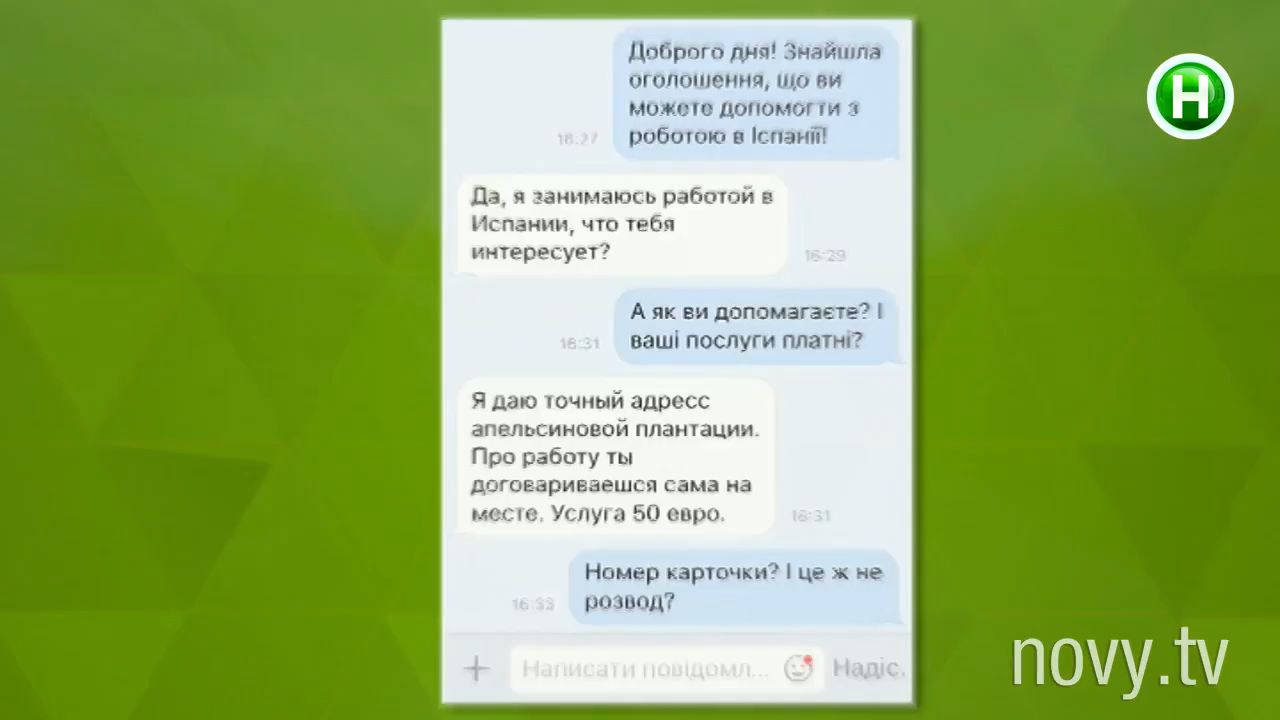 Доброго дня! Знайшла
оголошення, що ви
можете допомогти з
роботою в Іспанії!
16:27
Да, я занимаюсь работой в
Испании, что тебя
интересует?
16:29
А як ви допомагаєте? І
ваші послуги платні?
16:31
Я даю точный адресс
апельсиновой плантации.
Про работу ты
договариваешся сама на
месте. Услуга 50 евро.
16:31
Номер карточки? І це ж не
розвод?
16:33
Написати повідомл...
Надіс.
Н
novy.tv